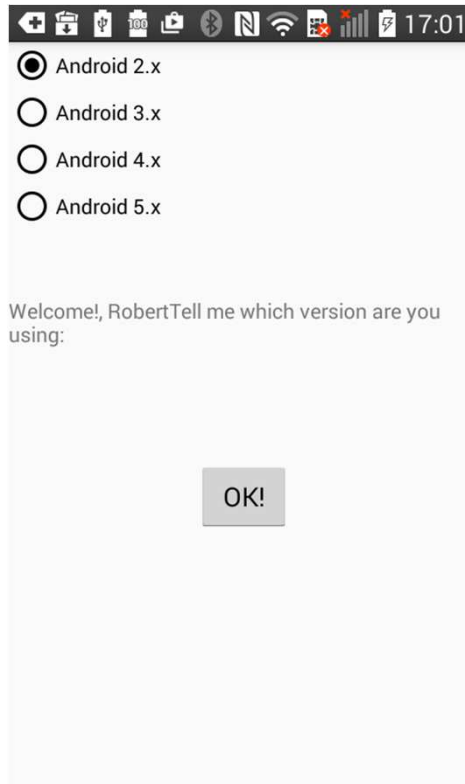 100
17:01
Android 2.x
Android 3.x
Android 4.x
Android 5.x
Welcome!, RobertTell me which version are you
using:
OK!